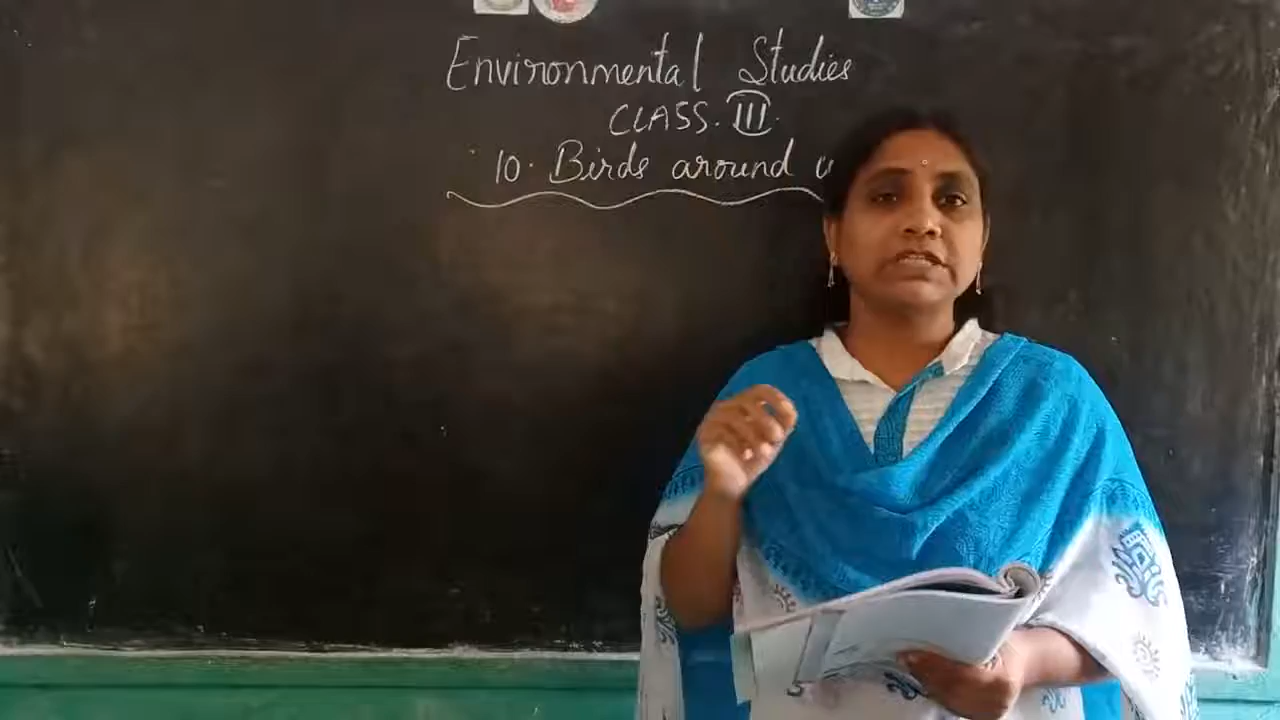 Environmental Studies
CLASS. III.
10. Birds around